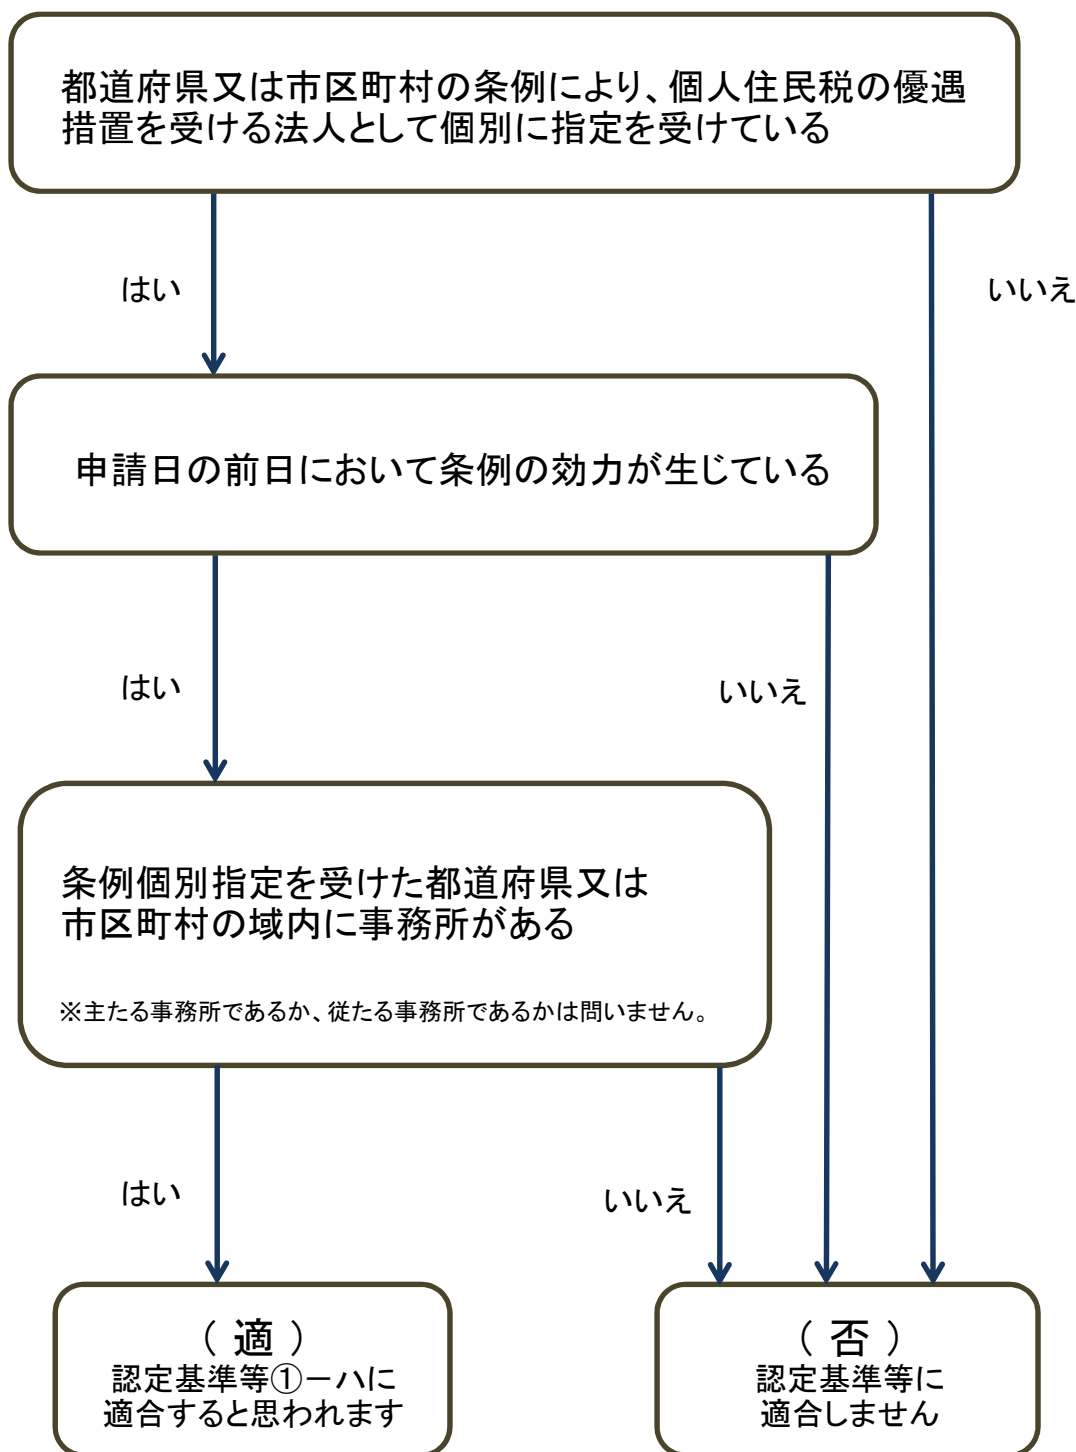 都道府県又は市区町村の条例により、個人住民税の優遇
措置を受ける法人として個別に指定を受けている
はい
いいえ
申請日の前日において条例の効力が生じている
はい
いいえ
条例個別指定を受けた都道府県又は
市区町村の域内に事務所がある
※主たる事務所であるか、従たる事務所であるかは問いません。
はい
いいえ
（ 適 ）
認定基準等①－ハに
適合すると思われます
（ 否 ）
認定基準等に
適合しません